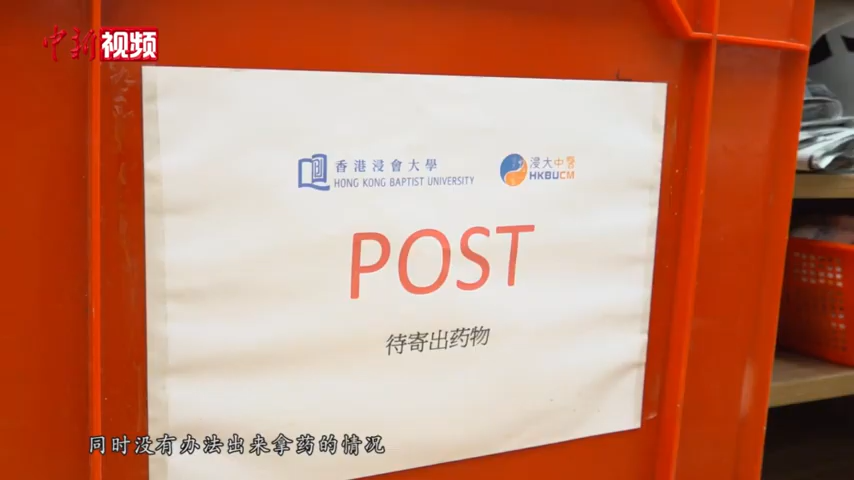 中新视频
香港浸會大學
HONG KONG BAPTIST UNIVERSITY
浸大中醫
HKBUCM
POST
待寄出药物
同时没有办法出来拿药的情况